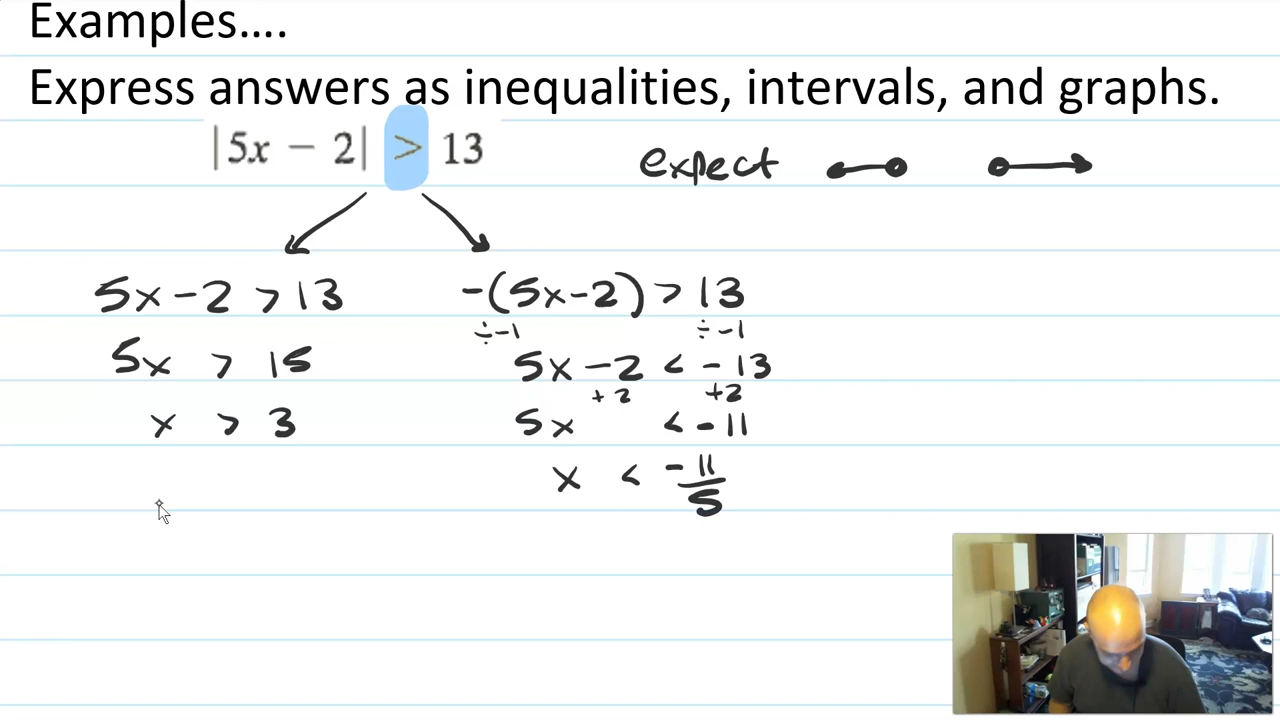 Examples….
Express answers as inequalities, intervals, and graphs.
|5x − 2| > 13
expect
5x-2 > 13
-(5x-2) > 13
÷-1 ÷-1
5x > 15
5x -2 < -13
+2 +2
x > 3
5x < -11
x < -11/5